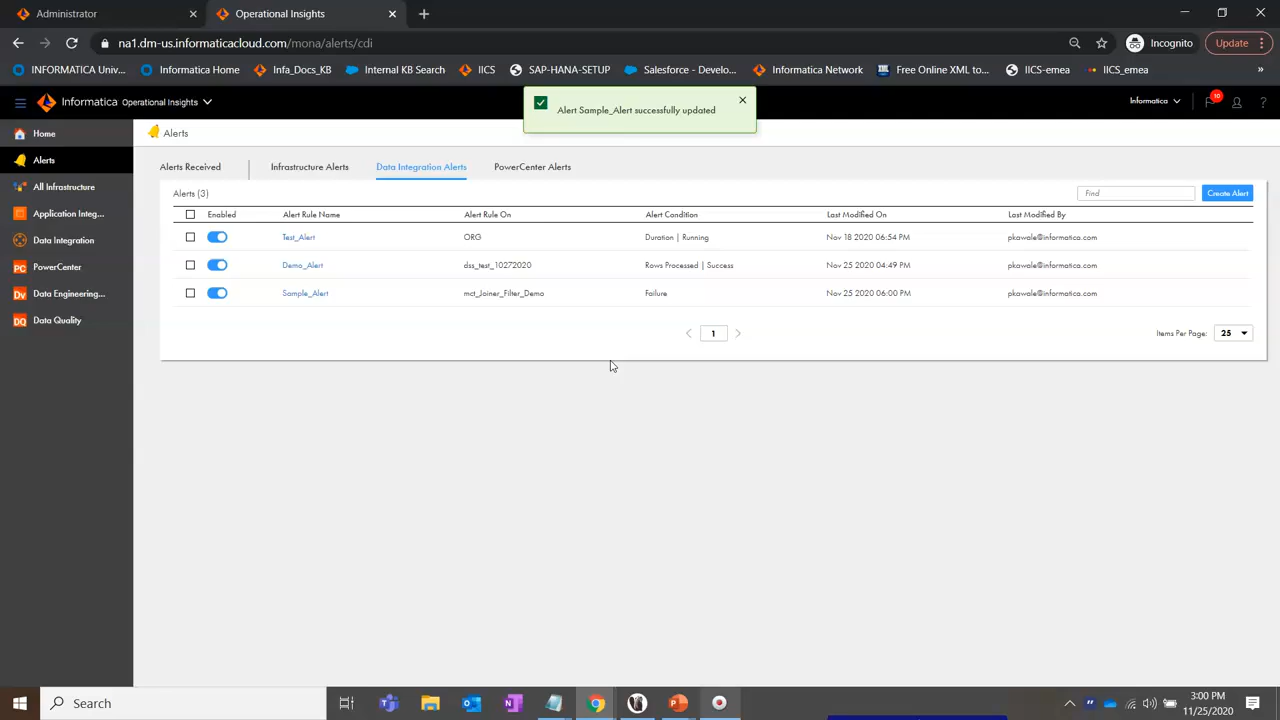 Administrator
Operational Insights
na1.dm-us.informaticacloud.com/mona/alerts/cdi
Incognito
Update
INFORMATICA Univ...
Informatica Home
Infa_Docs_KB
Internal KB Search
IICS
SAP-HANA-SETUP
Salesforce - Develo...
Informatica Network
Free Online XML to...
IICS-emea
IICS_emea
»
Informatica Operational Insights
Informatica
10
?
Alert Sample_Alert successfully updated
Home
Alerts
All Infrastructure
Application Integ...
Data Integration
PC PowerCenter
Dv Data Engineering...
DQ Data Quality
Alerts
Alerts Received
Infrastructure Alerts
Data Integration Alerts
PowerCenter Alerts
Alerts (3)
Find
Create Alert
Enabled Alert Rule Name Alert Rule On Alert Condition Last Modified On Last Modified By
Test_Alert ORG Duration | Running Nov 18 2020 06:54 PM pkawale@informatica.com
Demo_Alert dss_test_10272020 Rows Processed | Success Nov 25 2020 04:49 PM pkawale@informatica.com
Sample_Alert mct_Joiner_Filter_Demo Failure Nov 25 2020 06:00 PM pkawale@informatica.com
1
Items Per Page: 25
Search
3:00 PM
11/25/2020